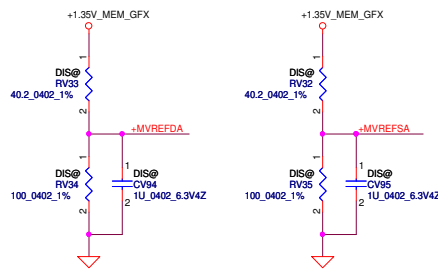 +1.35V_MEM_GFX
1
DIS@
RV33
40.2_0402_1%
2
+MVREFDA
1
DIS@
RV34
100_0402_1%
2
1
DIS@
CV94
1U_0402_6.3V4Z
2
+1.35V_MEM_GFX
1
DIS@
RV32
40.2_0402_1%
2
+MVREFSA
1
DIS@
RV35
100_0402_1%
2
1
DIS@
CV95
1U_0402_6.3V4Z
2